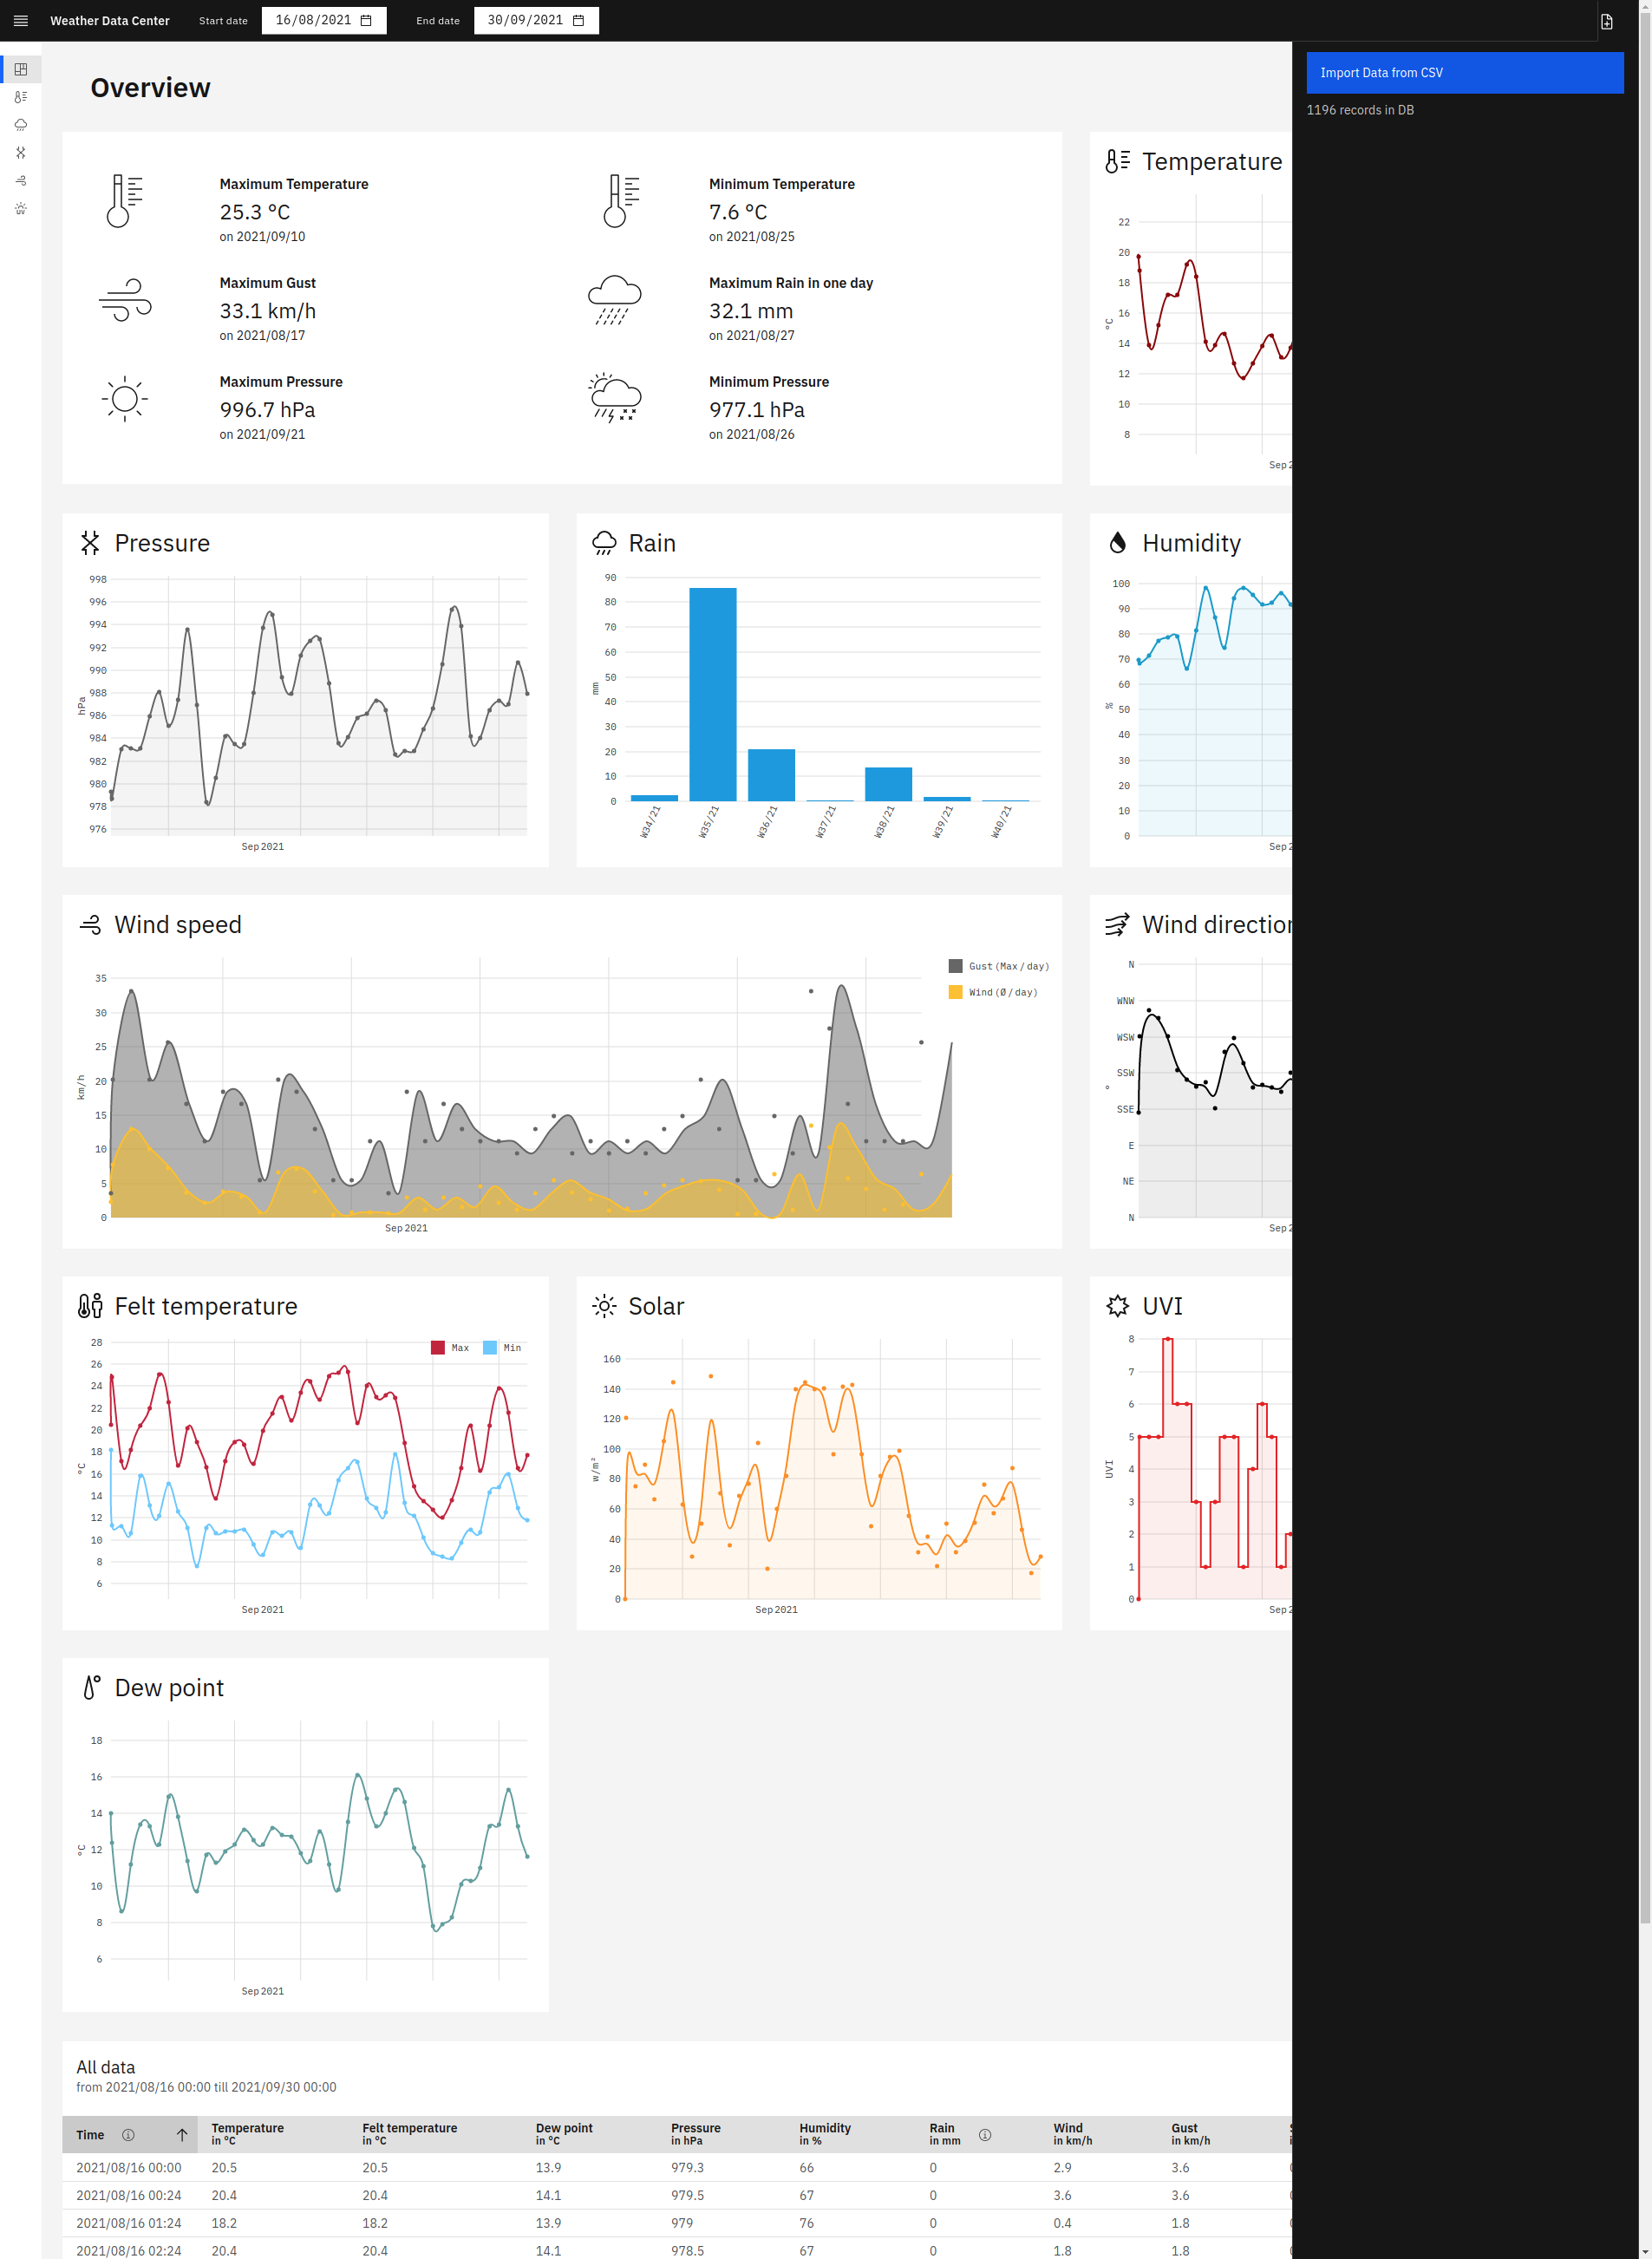 Weather Data Center
Start date
16/08/2021
End date
30/09/2021
Import Data from CSV
1196 records in DB
Overview
Maximum Temperature
25.3 °C
on 2021/09/10
Minimum Temperature
7.6 °C
on 2021/08/25
Maximum Gust
33.1 km/h
on 2021/08/17
Maximum Rain in one day
32.1 mm
on 2021/08/27
Maximum Pressure
996.7 hPa
on 2021/09/21
Minimum Pressure
977.1 hPa
on 2021/08/26
Temperature
22
20
18
16
14
12
10
8
°C
Sep 2
Pressure
998
996
994
992
990
988
986
984
982
980
978
976
hPa
Sep 2021
Rain
90
80
70
60
50
40
30
20
10
0
mm
W34/21
W35/21
W36/21
W37/21
W38/21
W39/21
W40/21
Humidity
100
90
80
70
60
50
40
30
20
10
0
%
Sep 2
Wind speed
35
30
25
20
15
10
5
0
km/h
Sep 2021
Gust (Max / day)
Wind (Ø / day)
Wind direction
N
WNW
WSW
SSW
SSE
E
NE
N
°
Sep 2
Felt temperature
28
26
24
22
20
18
16
14
12
10
8
6
°C
Max
Min
Sep 2021
Solar
160
140
120
100
80
60
40
20
0
w/m²
Sep 2021
UVI
8
7
6
5
4
3
2
1
0
UVI
Sep 2
Dew point
18
16
14
12
10
8
6
°C
Sep 2021
All data
from 2021/08/16 00:00 till 2021/09/30 00:00
Time Temperature Felt temperature Dew point Pressure Humidity Rain Wind Gust
in °C in °C in °C in hPa in % in mm in km/h in km/h
2021/08/16 00:00 20.5 20.5 13.9 979.3 66 0 2.9 3.6
2021/08/16 00:24 20.4 20.4 14.1 979.5 67 0 3.6 3.6
2021/08/16 01:24 18.2 18.2 13.9 979 76 0 0.4 1.8
2021/08/16 02:24 20.4 20.4 14.1 978.5 67 0 1.8 1.8